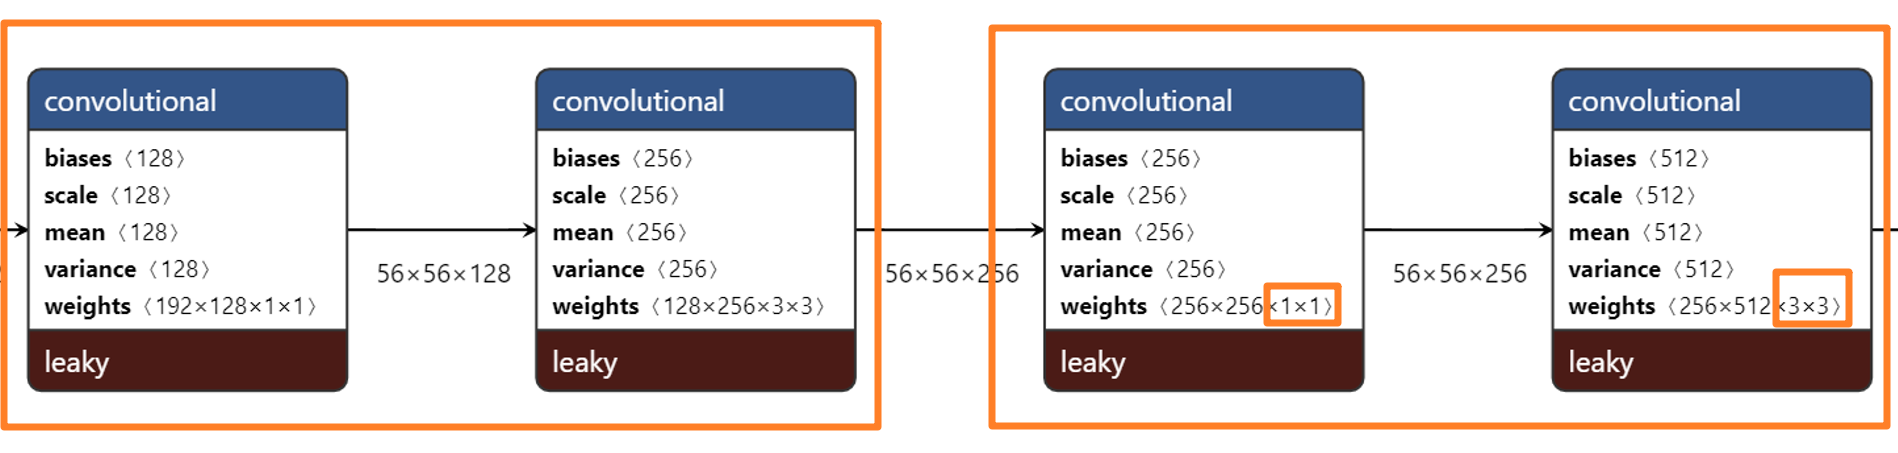 convolutional
biases 〈128〉
scale 〈128〉
mean 〈128〉
variance 〈128〉
weights 〈192×128×1×1〉
leaky
56×56×128
convolutional
biases 〈256〉
scale 〈256〉
mean 〈256〉
variance 〈256〉
weights 〈128×256×3×3〉
leaky
56×56×256
convolutional
biases 〈256〉
scale 〈256〉
mean 〈256〉
variance 〈256〉
weights 〈256×256×1×1〉
leaky
56×56×256
convolutional
biases 〈512〉
scale 〈512〉
mean 〈512〉
variance 〈512〉
weights 〈256×512×3×3〉
leaky